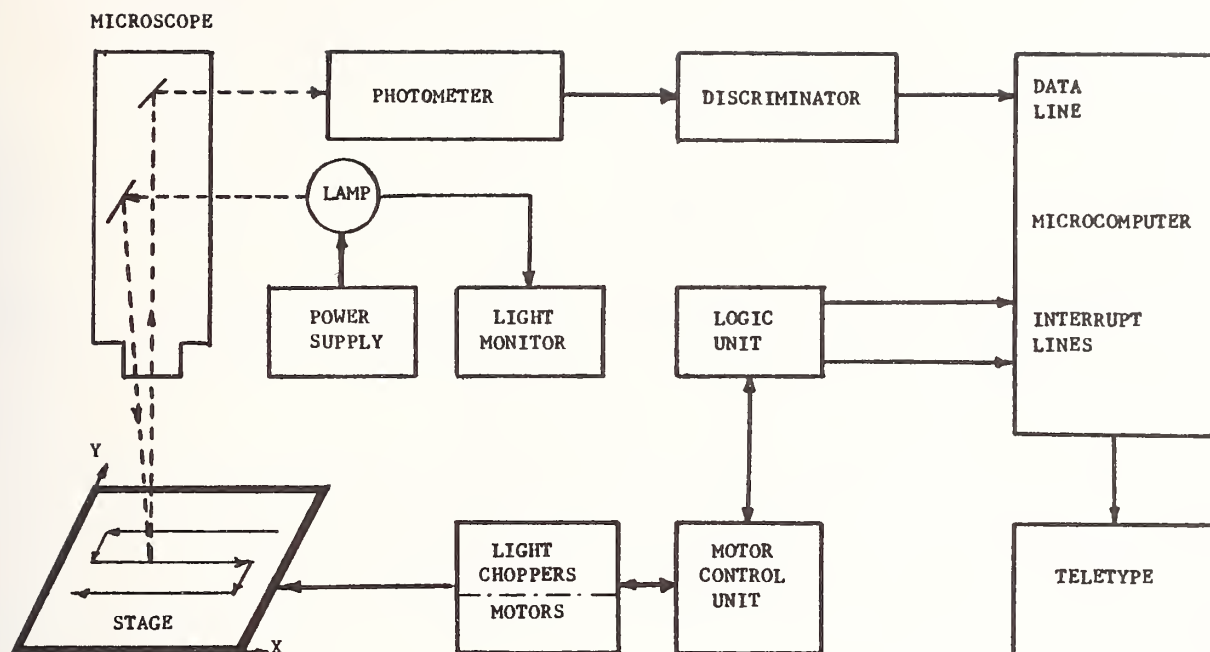 MICROSCOPE
PHOTOMETER
DISCRIMINATOR
DATA
LINE
LAMP
MICROCOMPUTER
POWER
SUPPLY
LIGHT
MONITOR
LOGIC
UNIT
INTERRUPT
LINES
Y
STAGE
X
LIGHT
CHOPPERS
MOTORS
MOTOR
CONTROL
UNIT
TELETYPE